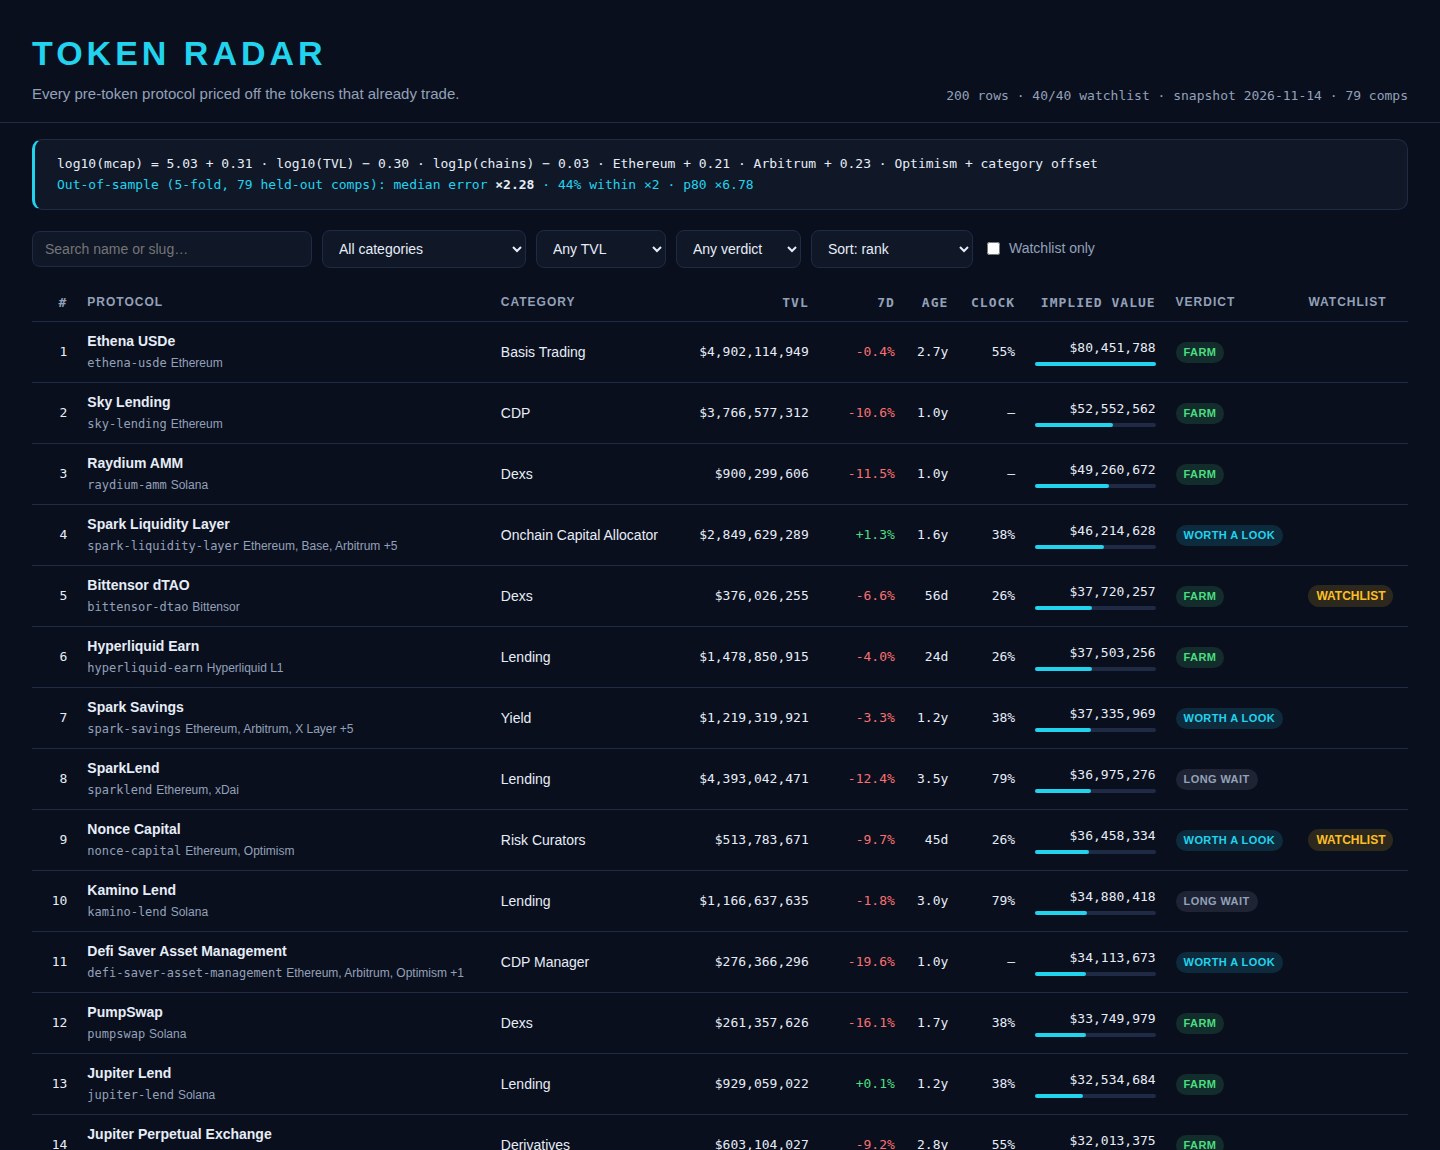 TOKEN RADAR
Every pre-token protocol priced off the tokens that already trade.
200 rows · 40/40 watchlist · snapshot 2026-11-14 · 79 comps
log10(mcap) = 5.03 + 0.31 · log10(TVL) − 0.30 · log1p(chains) − 0.03 · Ethereum + 0.21 · Arbitrum + 0.23 · Optimism + category offset
Out-of-sample (5-fold, 79 held-out comps): median error ×2.28 · 44% within ×2 · p80 ×6.78
Search name or slug… All categories Any TVL Any verdict Sort: rank Watchlist only
# PROTOCOL CATEGORY TVL 7D AGE CLOCK IMPLIED VALUE VERDICT WATCHLIST
Ethena USDe
1 Basis Trading $4,902,114,949 -0.4% 2.7y 55% $80,451,788 FARM
ethena-usde Ethereum
Sky Lending
2 CDP $3,766,577,312 -10.6% 1.0y — $52,552,562 FARM
sky-lending Ethereum
Raydium AMM
3 Dexs $900,299,606 -11.5% 1.0y — $49,260,672 FARM
raydium-amm Solana
Spark Liquidity Layer
4 Onchain Capital Allocator $2,849,629,289 +1.3% 1.6y 38% $46,214,628 WORTH A LOOK
spark-liquidity-layer Ethereum, Base, Arbitrum +5
Bittensor dTAO
5 Dexs $376,026,255 -6.6% 56d 26% $37,720,257 FARM WATCHLIST
bittensor-dtao Bittensor
Hyperliquid Earn
6 Lending $1,478,850,915 -4.0% 24d 26% $37,503,256 FARM
hyperliquid-earn Hyperliquid L1
Spark Savings
7 Yield $1,219,319,921 -3.3% 1.2y 38% $37,335,969 WORTH A LOOK
spark-savings Ethereum, Arbitrum, X Layer +5
SparkLend
8 Lending $4,393,042,471 -12.4% 3.5y 79% $36,975,276 LONG WAIT
sparklend Ethereum, xDai
Nonce Capital
9 Risk Curators $513,783,671 -9.7% 45d 26% $36,458,334 WORTH A LOOK WATCHLIST
nonce-capital Ethereum, Optimism
Kamino Lend
10 Lending $1,166,637,635 -1.8% 3.0y 79% $34,880,418 LONG WAIT
kamino-lend Solana
Defi Saver Asset Management
11 CDP Manager $276,366,296 -19.6% 1.0y — $34,113,673 WORTH A LOOK
defi-saver-asset-management Ethereum, Arbitrum, Optimism +1
PumpSwap
12 Dexs $261,357,626 -16.1% 1.7y 38% $33,749,979 FARM
pumpswap Solana
Jupiter Lend
13 Lending $929,059,022 +0.1% 1.2y 38% $32,534,684 FARM
jupiter-lend Solana
Jupiter Perpetual Exchange
14 Derivatives $603,104,027 -9.2% 2.8y 55% $32,013,375 FARM